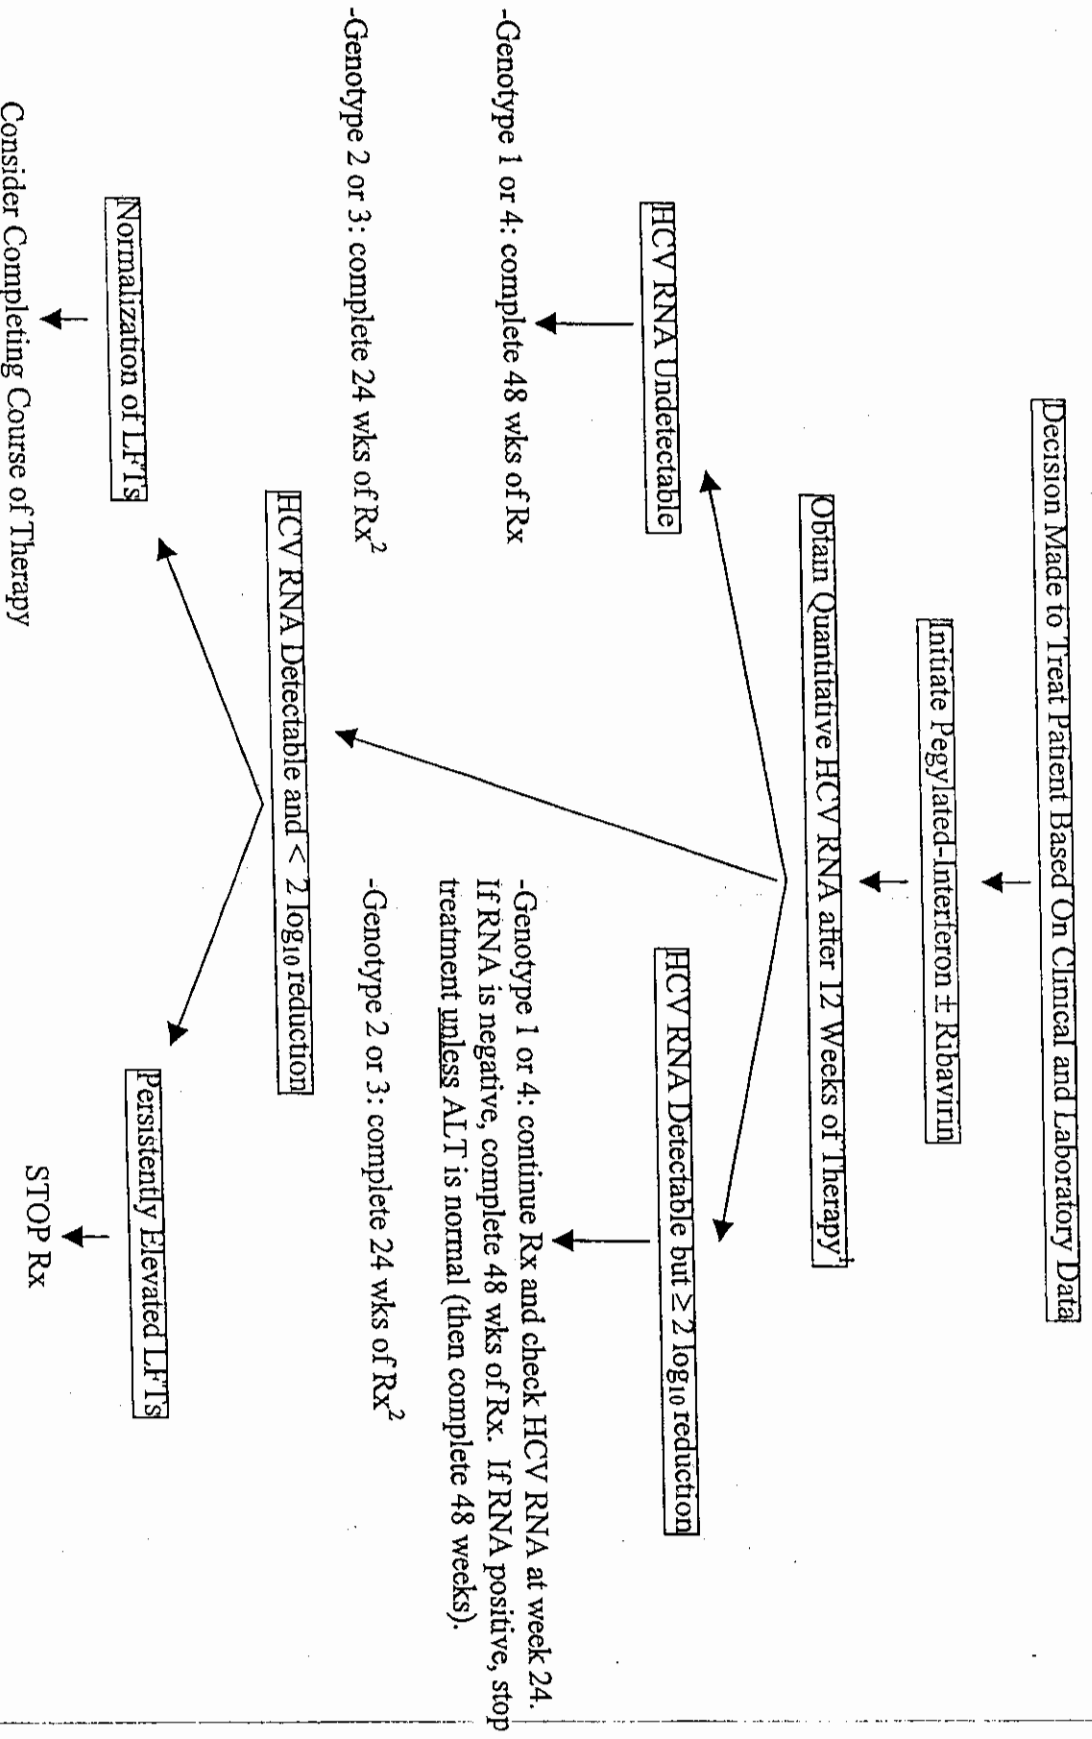 Decision Made to Treat Patient Based On Clinical and Laboratory Data
Initiate Pegylated-Interferon ± Ribavirin
Obtain Quantitative HCV RNA after 12 Weeks of Therapy¹
HCV RNA Undetectable
-Genotype 1 or 4: complete 48 wks of Rx
-Genotype 2 or 3: complete 24 wks of Rx²
HCV RNA Detectable but ≥ 2 log₁₀ reduction
-Genotype 1 or 4: continue Rx and check HCV RNA at week 24.
If RNA is negative, complete 48 wks of Rx. If RNA positive, stop
treatment unless ALT is normal (then complete 48 weeks).
-Genotype 2 or 3: complete 24 wks of Rx²
HCV RNA Detectable and < 2 log₁₀ reduction
Normalization of LFTs
Consider Completing Course of Therapy
Persistently Elevated LFTs
STOP Rx